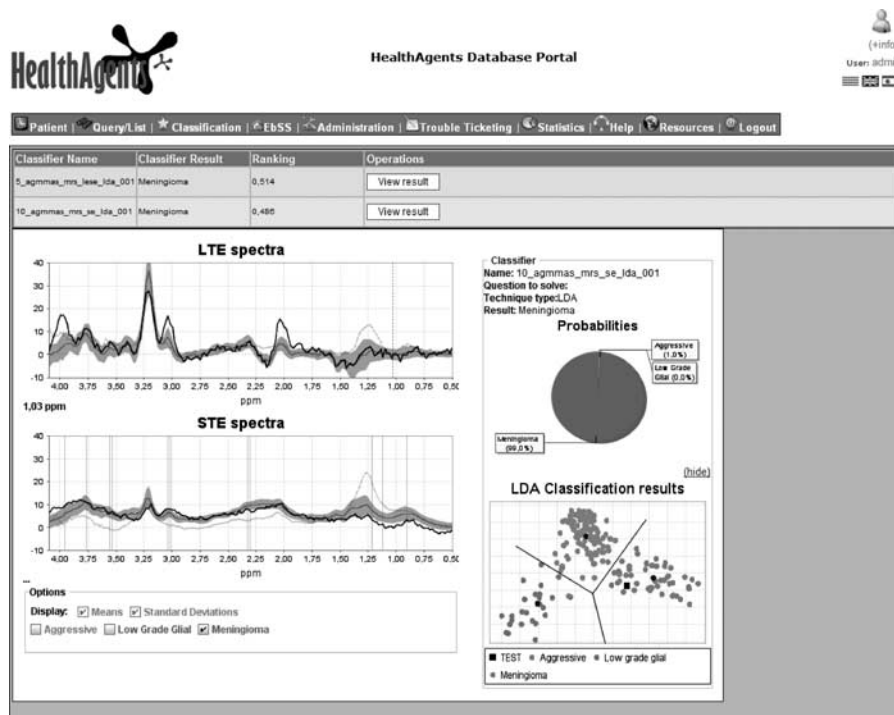 HealthAgents
HealthAgents Database Portal
(+info
User: admi
Patient | Query/List | Classification | EbSS | Administration | Trouble Ticketing | Statistics | Help | Resources | Logout
Classifier Name Classifier Result Ranking Operations
5_agmmas_mrs_lese_lda_001 Meningioma 0,514 View result
10_agmmas_mrs_se_lda_001 Meningioma 0,486 View result
LTE spectra
40
30
20
10
0
-10
4,00 3,75 3,50 3,25 3,00 2,75 2,50 2,25 2,00 1,75 1,50 1,25 1,00 0,75 0,50
ppm
1,03 ppm
STE spectra
40
30
20
10
0
-10
4,00 3,75 3,50 3,25 3,00 2,75 2,50 2,25 2,00 1,75 1,50 1,25 1,00 0,75 0,50
ppm
...
Options
Display: Means Standard Deviations
Aggressive Low Grade Glial Meningioma
Classifier
Name: 10_agmmas_mrs_se_lda_001
Question to solve:
Technique type:LDA
Result: Meningioma
Probabilities
Aggressive
(1,0%)
Low Grade
Glial (0,0%)
Meningioma
(99,0%)
(hide)
LDA Classification results
TEST Aggressive Low grade glial
Meningioma